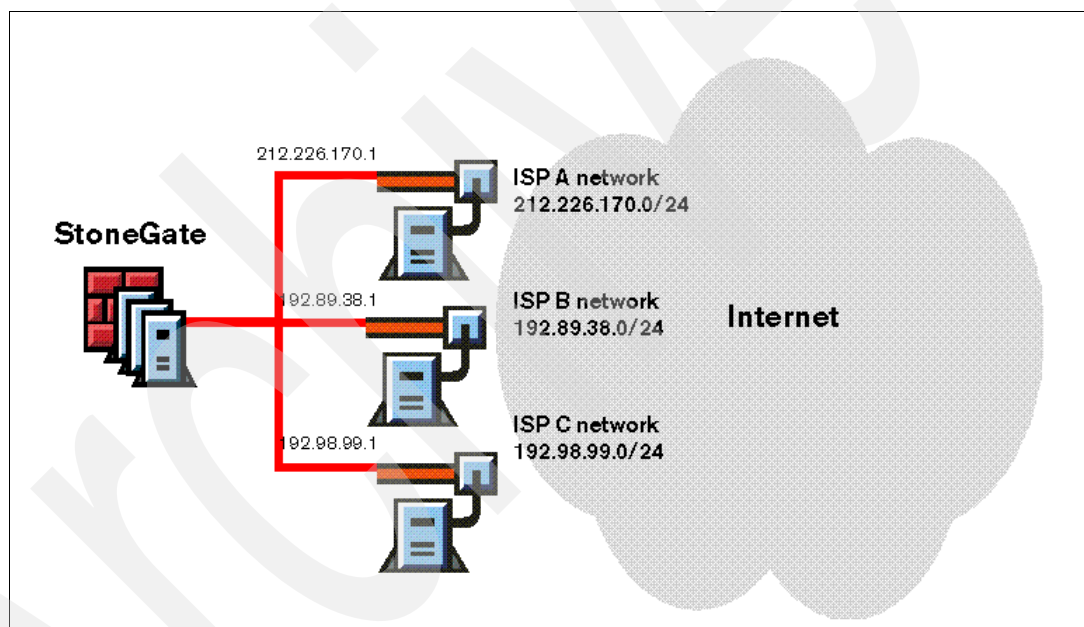 212.226.170.1
ISP A network
212.226.170.0/24
StoneGate
192.89.38.1
ISP B network
192.89.38.0/24
Internet
192.98.99.1
ISP C network
192.98.99.0/24